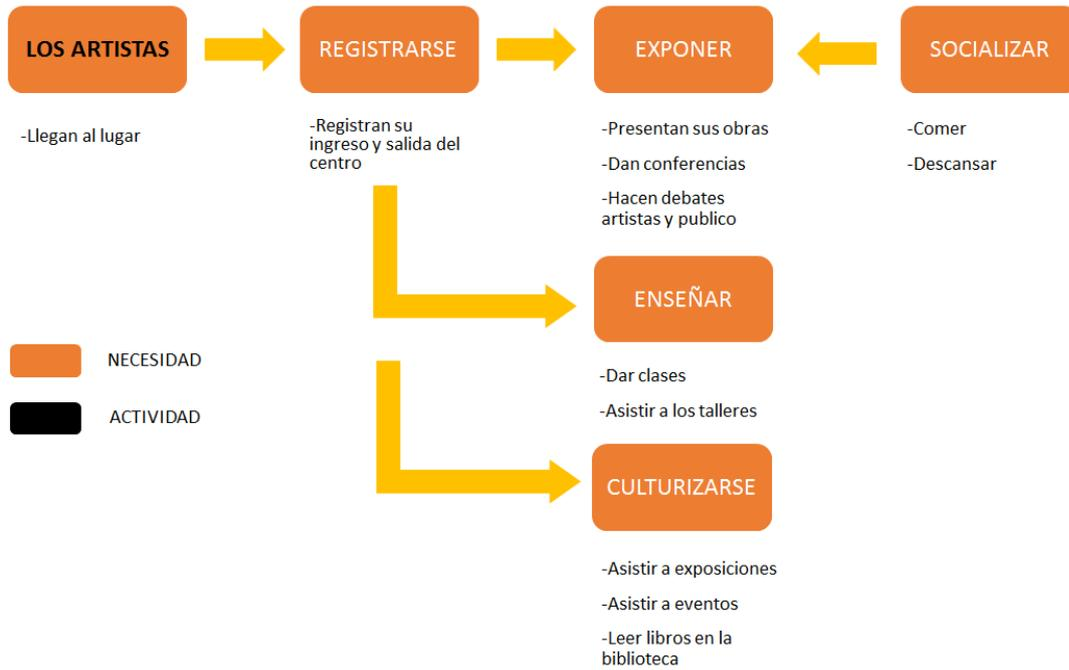 LOS ARTISTAS
REGISTRARSE
EXPONER
SOCIALIZAR
-Llegan al lugar
-Registran su
ingreso y salida del
centro
-Presentan sus obras
-Dan conferencias
-Hacen debates
artistas y publico
-Comer
-Descansar
ENSEÑAR
NECESIDAD
ACTIVIDAD
-Dar clases
-Asistir a los talleres
CULTURIZARSE
-Asistir a exposiciones
-Asistir a eventos
-Leer libros en la
biblioteca